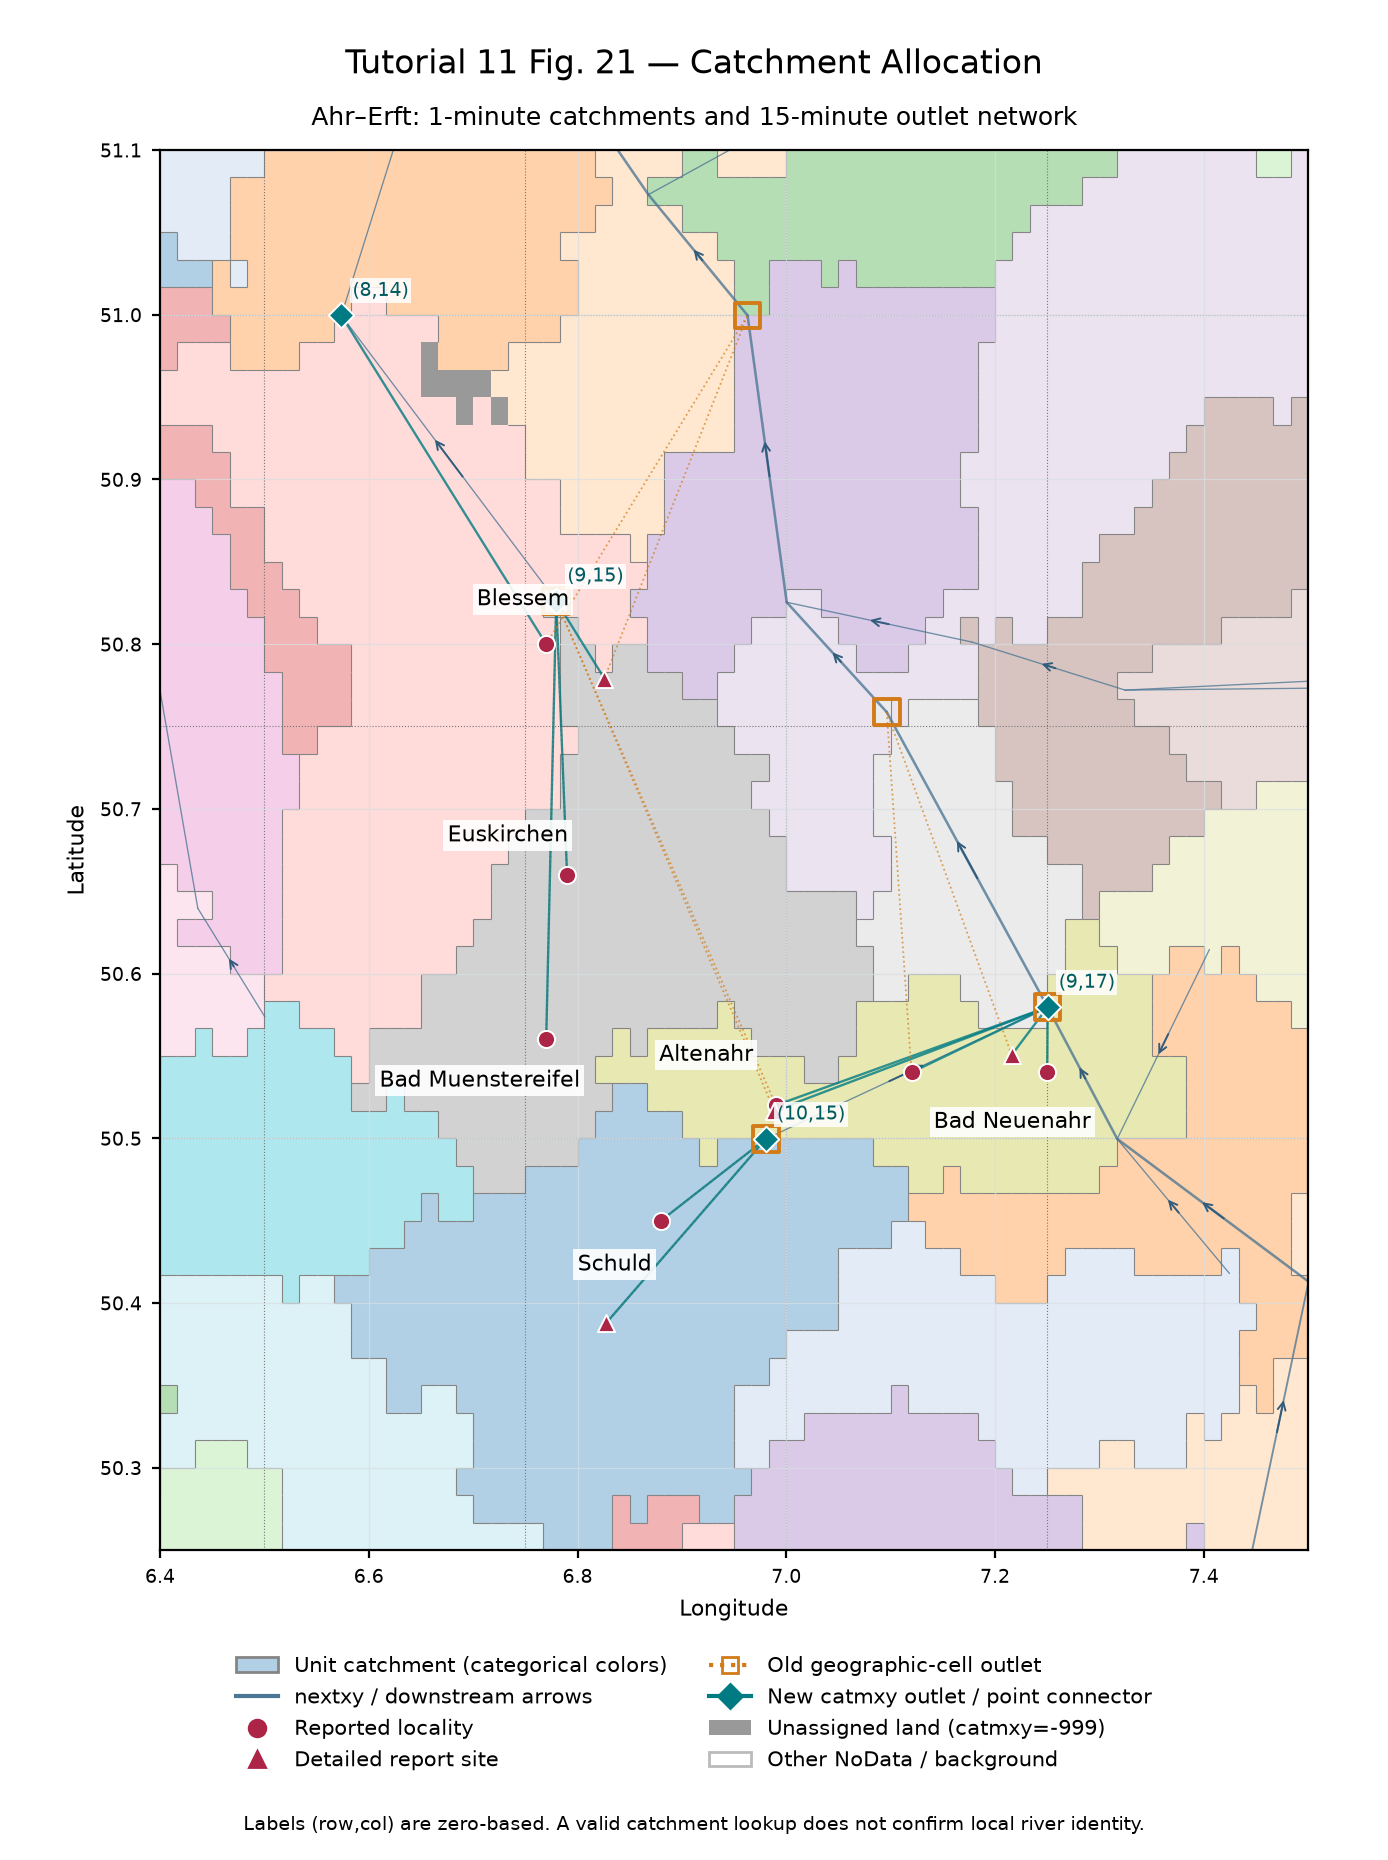 Tutorial 11 Fig. 21 — Catchment Allocation
Ahr–Erft: 1-minute catchments and 15-minute outlet network
51.1
51.0
50.9
50.8
50.7
50.6
50.5
50.4
50.3
Latitude
(8,14)
(9,15)
Blessem
Euskirchen
(9,17)
Altenahr
Bad Muenstereifel
(10,15)
Bad Neuenahr
Schuld
6.4
6.6
6.8
7.0
7.2
7.4
Longitude
Unit catchment (categorical colors)
nextxy / downstream arrows
Reported locality
Detailed report site
Old geographic-cell outlet
New catmxy outlet / point connector
Unassigned land (catmxy=-999)
Other NoData / background
Labels (row,col) are zero-based. A valid catchment lookup does not confirm local river identity.